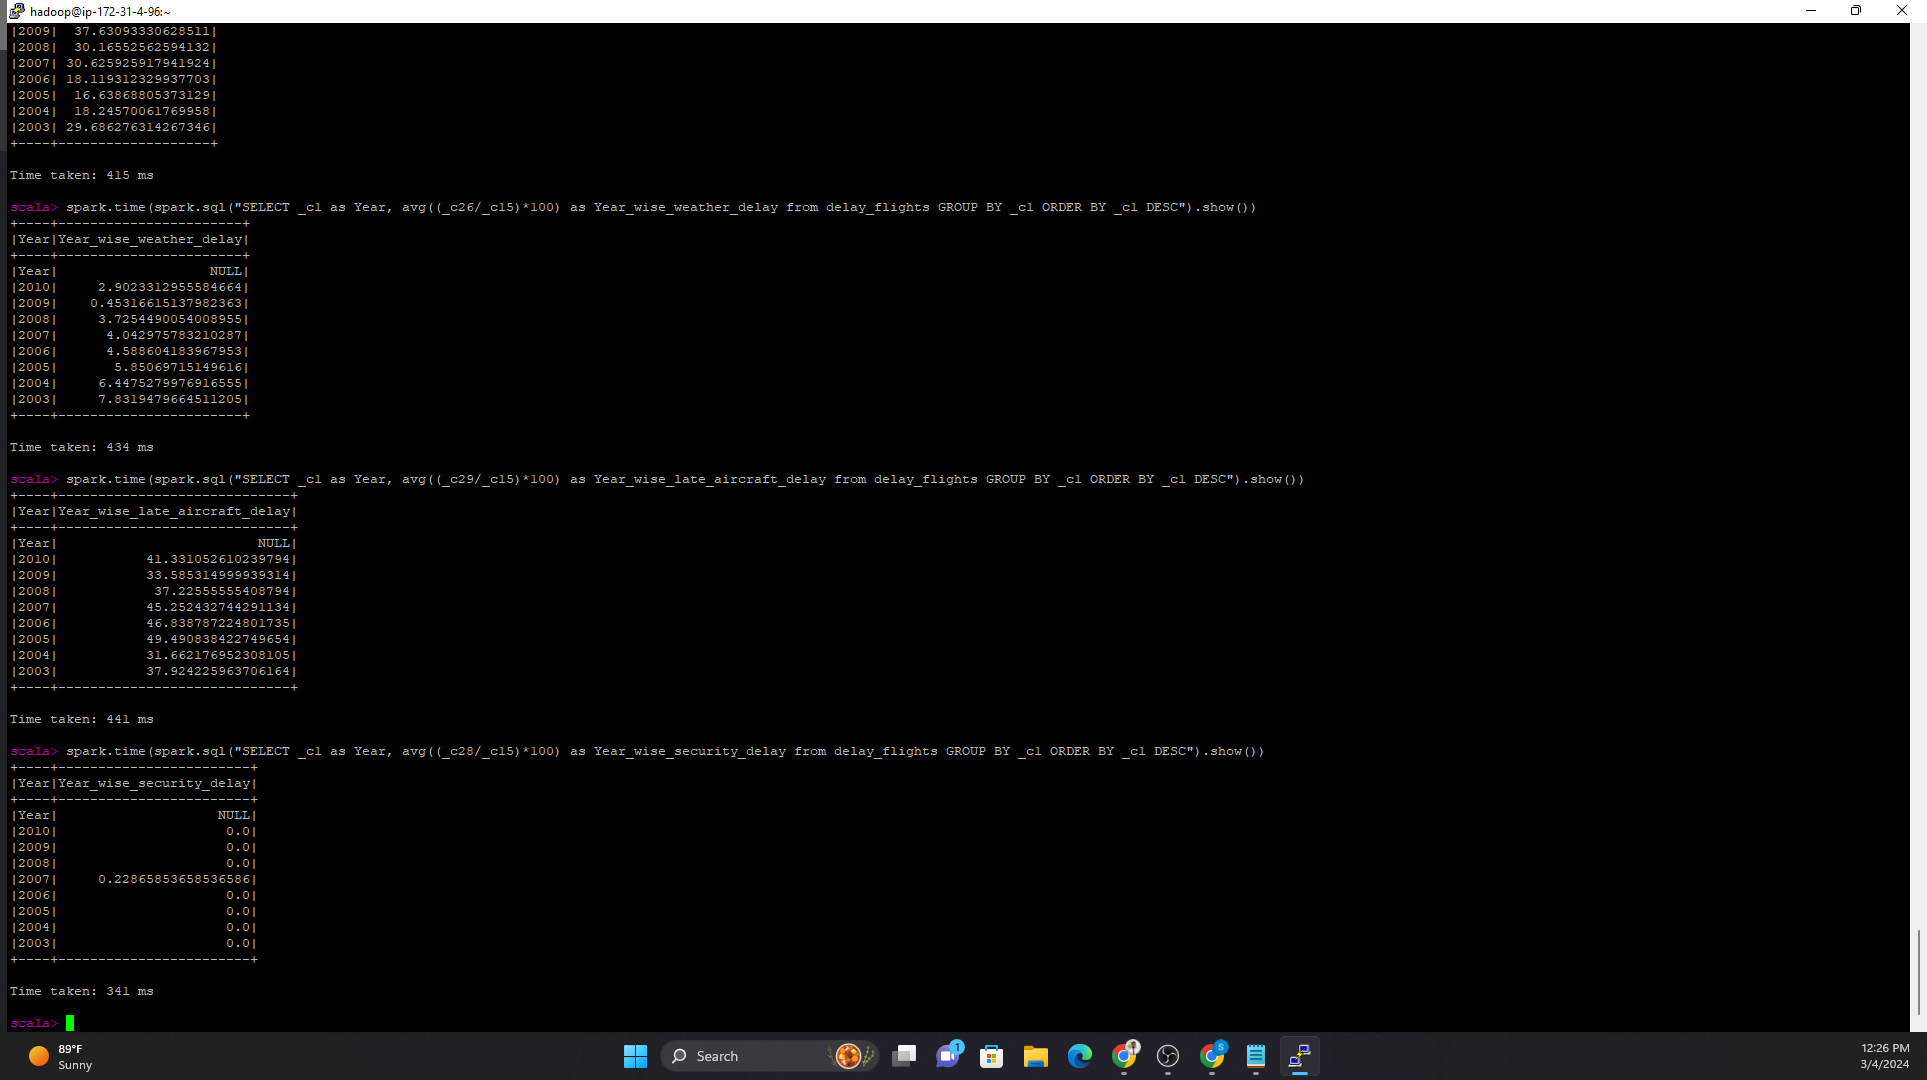 hadoop@ip-172-31-4-96:~
|2009|  37.63093330628511|
|2008|  30.16552562594132|
|2007| 30.625925917941924|
|2006| 18.119312329937703|
|2005|  16.63868805373129|
|2004|  18.24570061769958|
|2003| 29.686276314267346|
+----+-------------------+
Time taken: 415 ms
scala> spark.time(spark.sql("SELECT _c1 as Year, avg((_c26/_c15)*100) as Year_wise_weather_delay from delay_flights GROUP BY _c1 ORDER BY _c1 DESC").show())
+----+-----------------------+
|Year|Year_wise_weather_delay|
+----+-----------------------+
|Year|                   NULL|
|2010|     2.9023312955584664|
|2009|    0.45316615137982363|
|2008|     3.7254490054008955|
|2007|      4.042975783210287|
|2006|      4.588604183967953|
|2005|       5.85069715149616|
|2004|     6.4475279976916555|
|2003|     7.8319479664511205|
+----+-----------------------+
Time taken: 434 ms
scala> spark.time(spark.sql("SELECT _c1 as Year, avg((_c29/_c15)*100) as Year_wise_late_aircraft_delay from delay_flights GROUP BY _c1 ORDER BY _c1 DESC").show())
+----+-----------------------------+
|Year|Year_wise_late_aircraft_delay|
+----+-----------------------------+
|Year|                         NULL|
|2010|           41.331052610239794|
|2009|           33.585314999939314|
|2008|            37.22555555408794|
|2007|           45.252432744291134|
|2006|           46.838787224801735|
|2005|           49.490838422749654|
|2004|           31.662176952308105|
|2003|           37.924225963706164|
+----+-----------------------------+
Time taken: 441 ms
scala> spark.time(spark.sql("SELECT _c1 as Year, avg((_c28/_c15)*100) as Year_wise_security_delay from delay_flights GROUP BY _c1 ORDER BY _c1 DESC").show())
+----+------------------------+
|Year|Year_wise_security_delay|
+----+------------------------+
|Year|                    NULL|
|2010|                     0.0|
|2009|                     0.0|
|2008|                     0.0|
|2007|     0.22865853658536586|
|2006|                     0.0|
|2005|                     0.0|
|2004|                     0.0|
|2003|                     0.0|
+----+------------------------+
Time taken: 341 ms
scala>
89°F
Sunny
Search
1
S
12:26 PM
3/4/2024